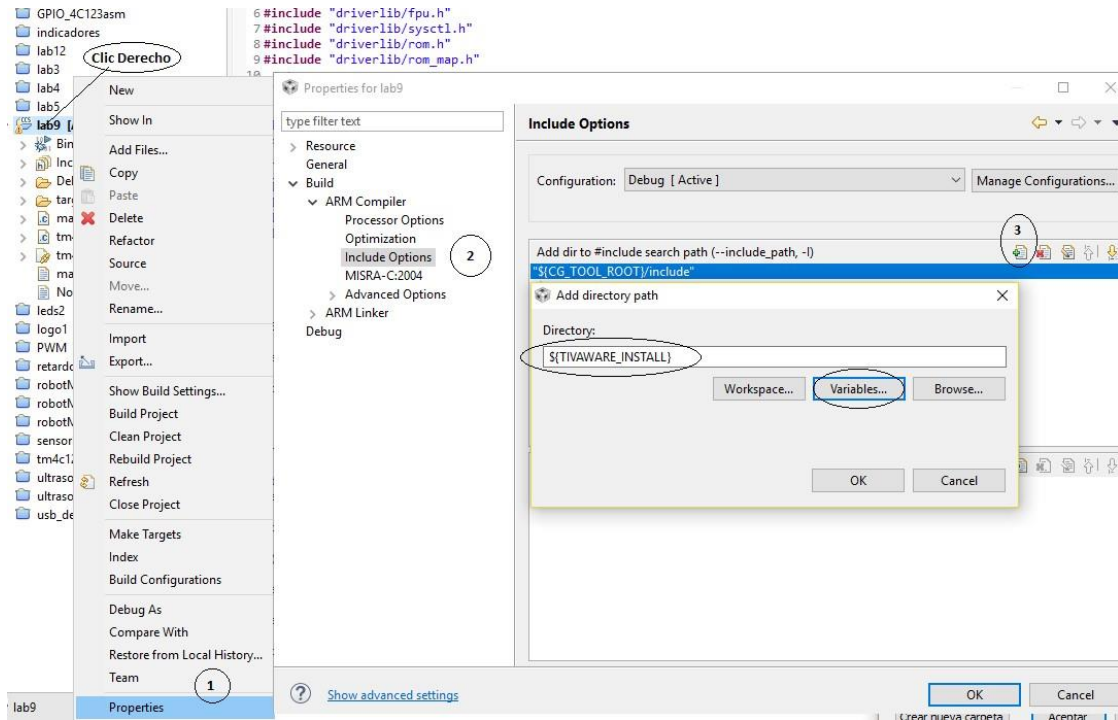 GPIO_4C123asm
indicadores
lab12
lab3
lab4
lab5
lab9
leds2
logo1
PWM
usb_de
6 #include "driverlib/fpu.h"
7 #include "driverlib/sysctl.h"
8 #include "driverlib/rom.h"
9 #include "driverlib/rom_map.h"
Clic Derecho
New
Show In
Add Files...
Copy
Paste
Delete
Refactor
Source
Move...
Rename...
Import
Export...
Show Build Settings...
Build Project
Clean Project
Rebuild Project
Refresh
Close Project
Make Targets
Index
Build Configurations
Debug As
Compare With
Restore from Local History...
Team
1
Properties
lab9
Properties for lab9
type filter text
Resource
General
Build
ARM Compiler
Processor Options
Optimization
Include Options
2
MISRA-C:2004
Advanced Options
ARM Linker
Debug
Include Options
Configuration: Debug [ Active ]
Manage Configurations...
3
Add dir to #include search path (--include_path, -I)
"${CG_TOOL_ROOT}/include"
Add directory path
Directory:
${TIVAWARE_INSTALL}
Workspace... Variables... Browse...
OK Cancel
Show advanced settings
OK Cancel
Crear nueva carpeta Aceptar